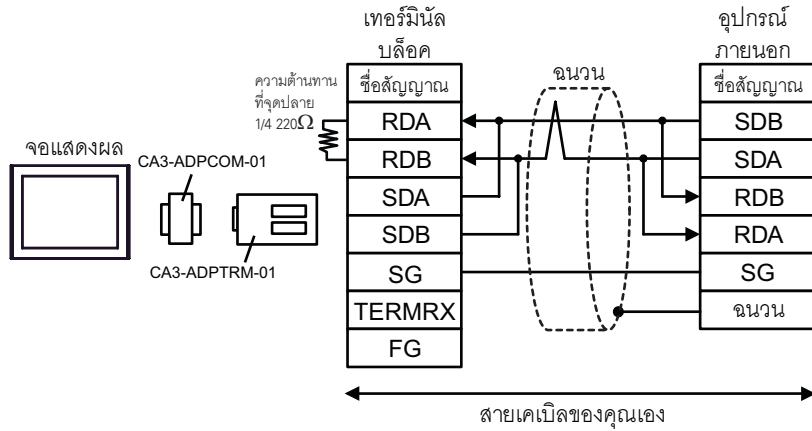 เทอร์มินัล
บล็อค
อุปกรณ์
ภายนอก
ความต้านทาน
ที่จุดปลาย
1/4 220Ω
ชื่อสัญญาณ
ฉนวน
ชื่อสัญญาณ
RDA
SDB
จอแสดงผล
CA3-ADPCOM-01
RDB
SDA
SDA
RDB
SDB
RDA
CA3-ADPTRM-01
SG
SG
TERMRX
ฉนวน
FG
สายเคเบิลของคุณเอง